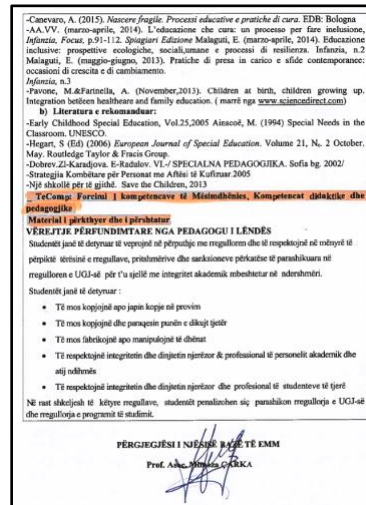 -Canevaro, A. (2015). Nascere fragile. Processi educative e pratiche di cura. EDB: Bologna
-AA.VV. (marzo-aprile, 2014). L'educazione che cura: un processo per fare inclusione,
Infanzia, Focus, p.91-112. Spiagiari Edizione Malaguti, E. (marzo-aprile, 2014). Educazione
inclusive: prospettive ecologiche, sociali,umane e processi di resilienza. Infanzia, n.2
Malaguti, E. (maggio-giugno, 2013). Pratiche di presa in carico e sfide contemporane:
occasioni di crescita e di cambiamento.
Infanzia, n.3
-Pavone, M.&Farinella, A. (November,2013). Children at birth, children growing up.
Integration betëeen healtheare and family education. ( marrë nga www.sciencedirect.com)
b) Literatura e rekomanduar:
-Early Childhood Special Education, Vol.25,2005 Ainscoë, M. (1994) Special Needs in the
Classroom. UNESCO.
-Hegart, S (Ed) (2006) European Journal of Special Education. Volume 21, N₀. 2 October.
May. Routledge Taylor & Fracis Group.
-Dobrev.Zl-Karadjova. E-Radulov. VI.-/ SPECIALNA PEDAGOGIKA. Sofia bg. 2002/
-Strategjia Kombëtare për Personat me Aftësi të Kufizuar.2005
-Një shkollë për të gjithë. Save the Children, 2013
_ TeComp: Forcimi i kompetencave të Mësimdhënies, Kompetencat didaktike dhe
pedagogjike
Material i përkthyer dhe i përshtatur
VËREJTJE PËRFUNDIMTARE NGA PEDAGOGU I LËNDËS
Studentët janë të detyruar të veprojnë në përputhje me rregulloren dhe të respektojnë në mënyrë të
përpiktë tërësinë e rregullave, pritshmërive dhe sanksioneve përkatëse të parashikuara në
rregulloren e UGJ-së për t'u sjellë me integritet akademik mbështetur në ndershmëri.
Studentët janë të detyruar :
• Të mos kopjojnë apo japin kopje në provim
• Të mos kopjojnë dhe paraqesin punën e dikujt tjetër
• Të mos fabrikojnë apo manipulojnë të dhënat
• Të respektojnë integritetin dhe dinjitetin njerëzor & professional të personelit akademik dhe
atij ndihmës
• Të respektojnë integritetin dhe dinjitetin njerëzor dhe profesional të studenteve të tjerë
Në rast shkeljesh të këtyre rregullave, studentët penalizohen siç parashikon rregullorja e UGJ-së
dhe rregullorja e programit të studimit.
PËRGJEGJËSI I NJËSISË BAZË TË EMM
Prof. Asoc. ÇARKA